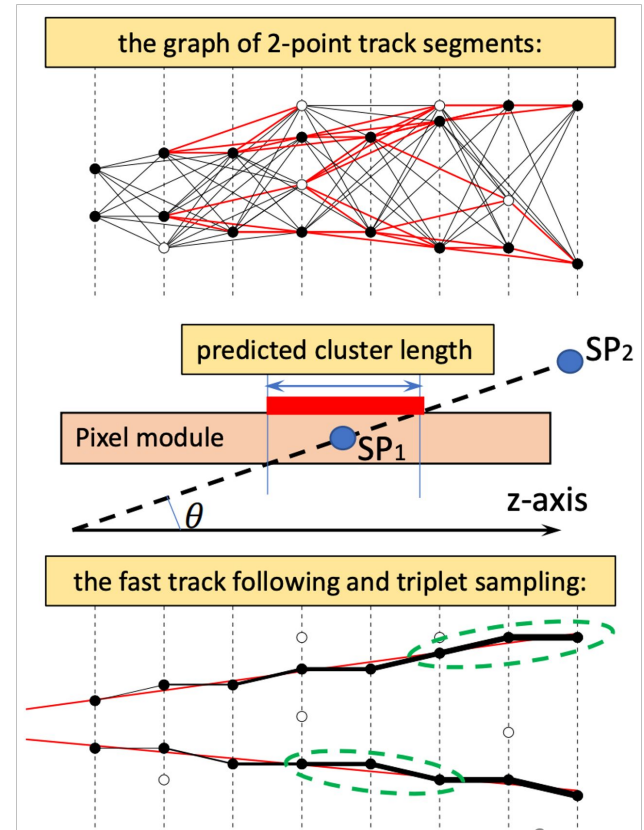 the graph of 2-point track segments:
predicted cluster length
SP₂
Pixel module
SP₁
θ
z-axis
the fast track following and triplet sampling: